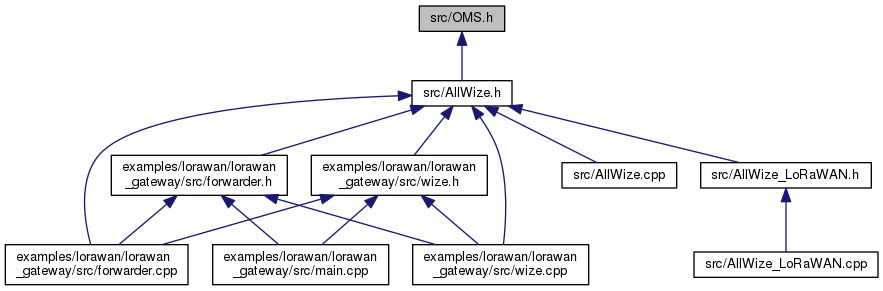 src/OMS.h
src/AllWize.h
examples/lorawan/lorawan
_gateway/src/forwarder.h
examples/lorawan/lorawan
_gateway/src/wize.h
src/AllWize.cpp
src/AllWize_LoRaWAN.h
examples/lorawan/lorawan
_gateway/src/forwarder.cpp
examples/lorawan/lorawan
_gateway/src/main.cpp
examples/lorawan/lorawan
_gateway/src/wize.cpp
src/AllWize_LoRaWAN.cpp